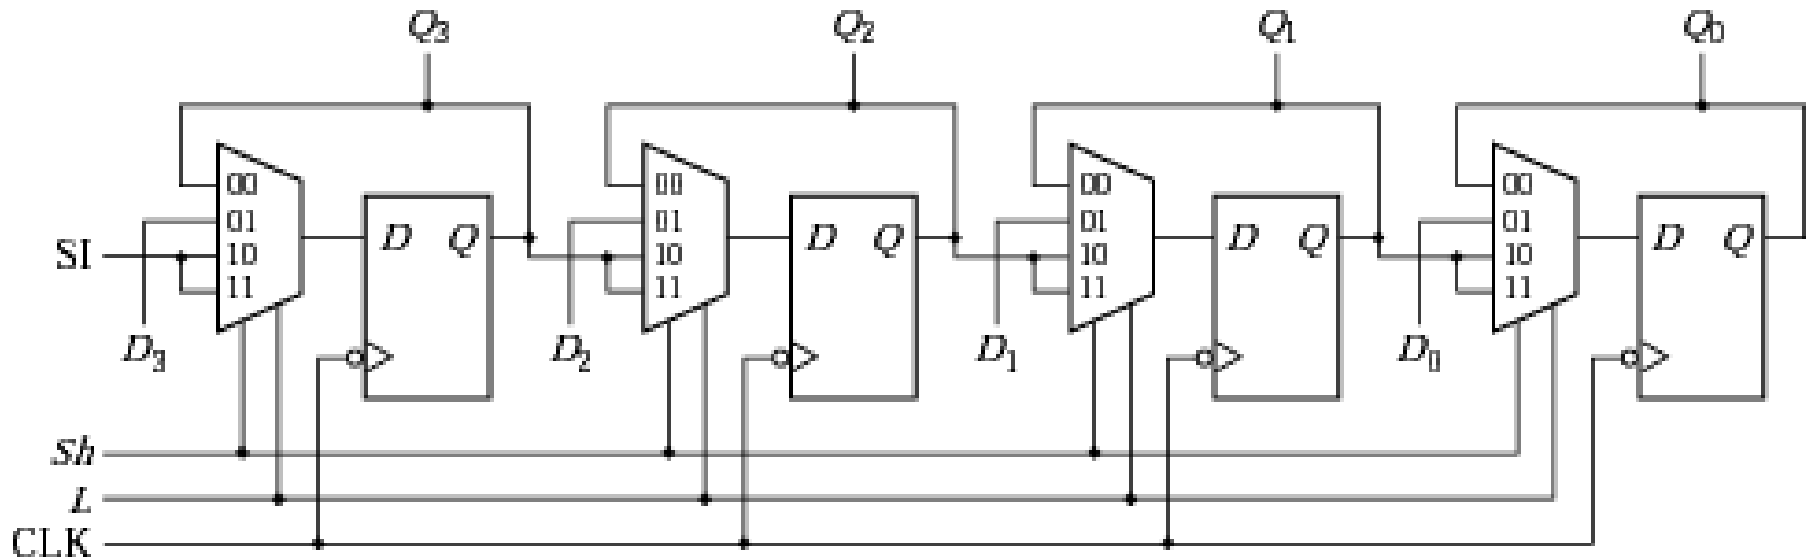 Q3 Q2 Q1 Q0
00 00 00 00
01 01 01 01
D Q D Q D Q D Q
SI 10 10 10 10
11 11 11 11
D3 D2 D1 D0
Sh
L
CLK